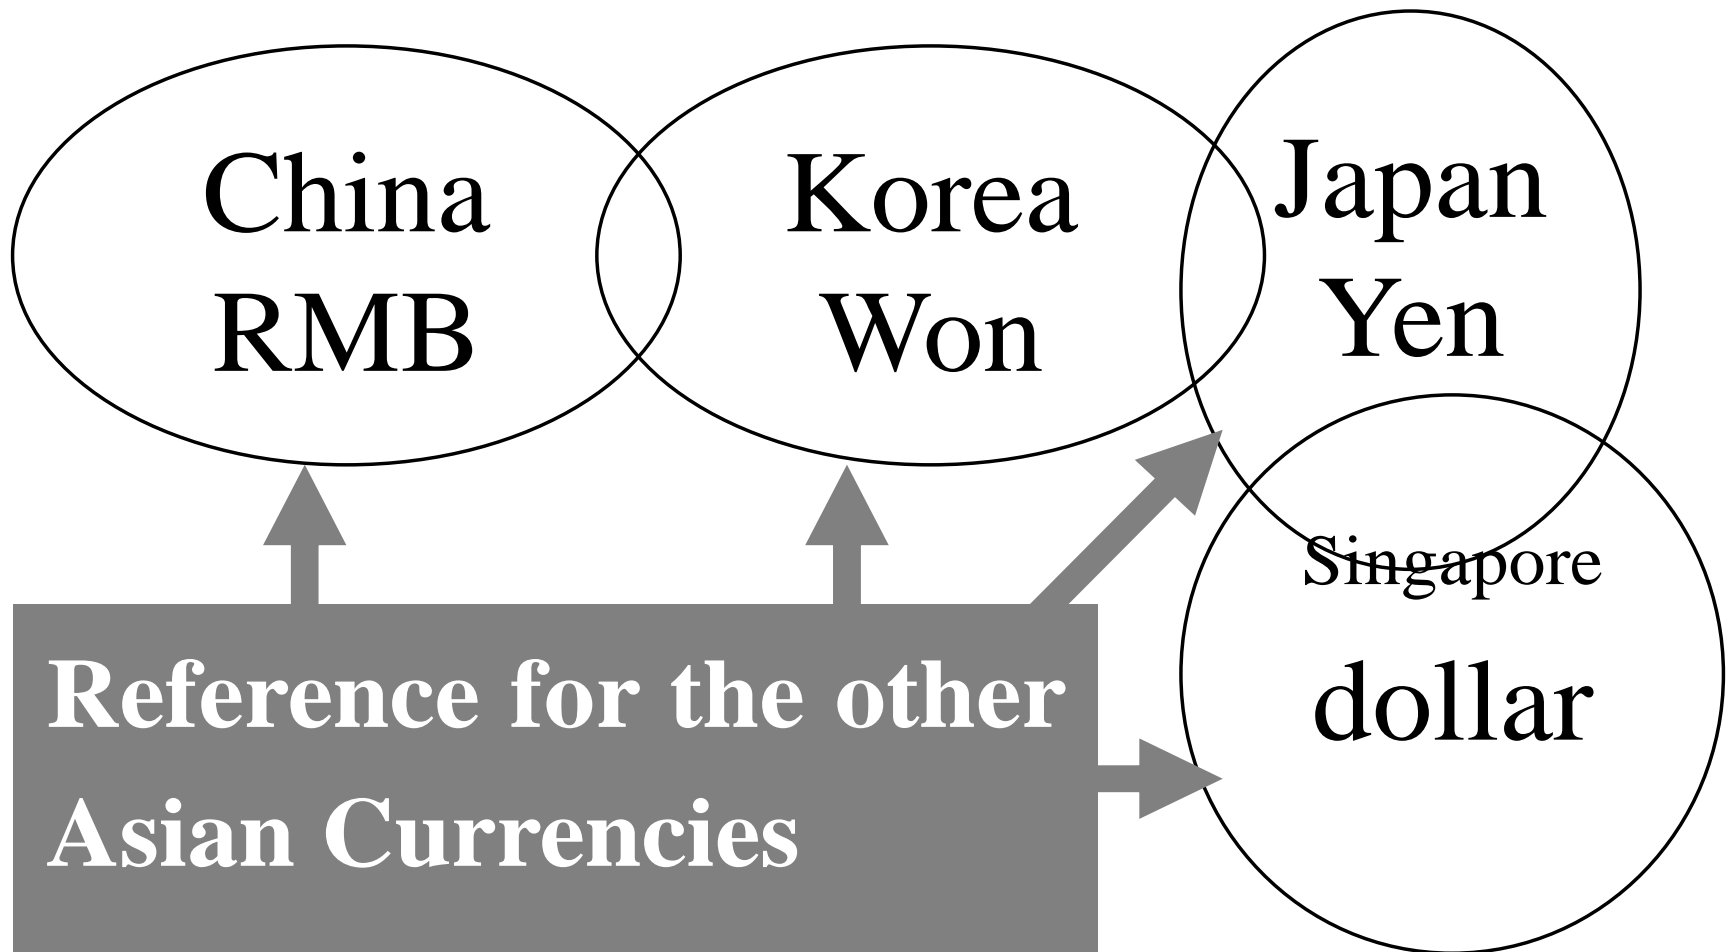 China
RMB
Korea
Won
Japan
Yen
Singapore
dollar
Reference for the other
Asian Currencies